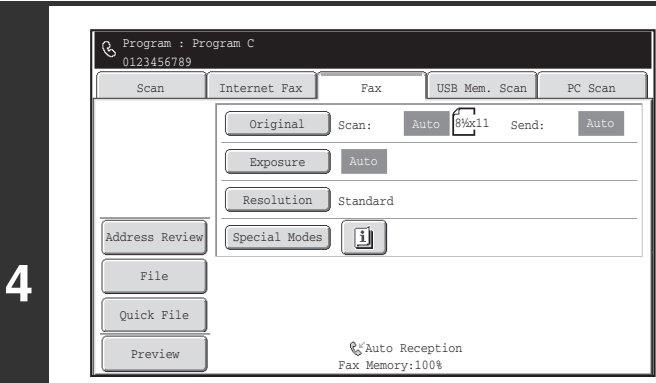 4
Program : Program C
0123456789
Scan Internet Fax Fax USB Mem. Scan PC Scan
Original Scan: Auto 8½x11 Send: Auto
Exposure Auto
Resolution Standard
Address Review Special Modes
File
Quick File
Preview
Auto Reception
Fax Memory:100%